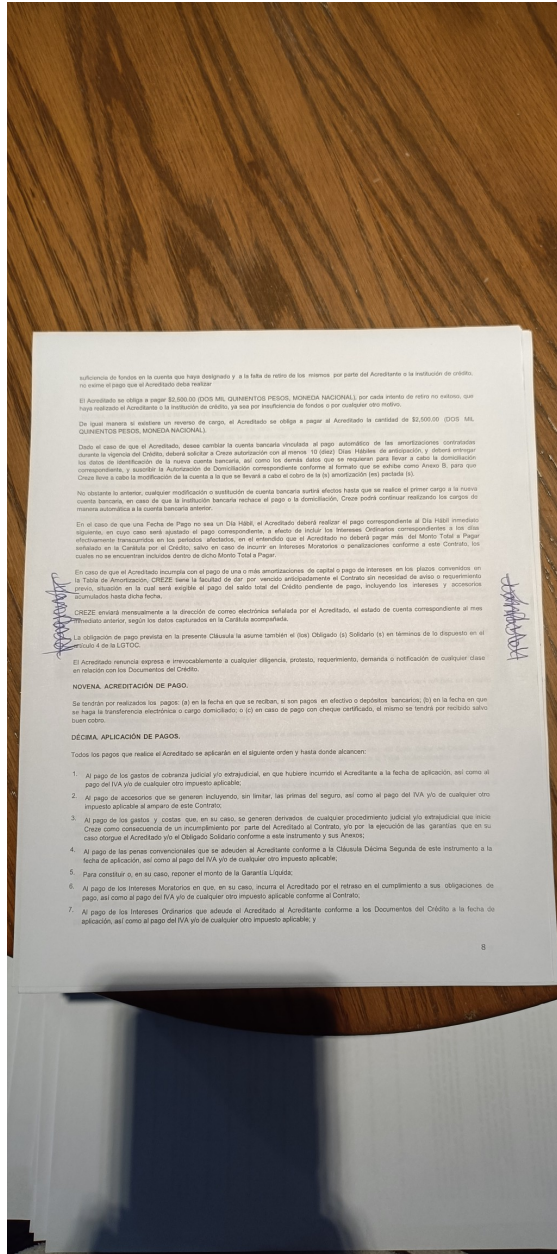 suficiencia de fondos en la cuenta que haya designado y a la falta de retiro de los mismos por parte del Acreditante a la institución de crédito,
no exime el pago que el Acreditado deba realizar
El Acreditado se obliga a pagar $2,500.00 (DOS MIL QUINIENTOS PESOS, MONEDA NACIONAL), por cada intento de retiro no exitoso, que
haya realizado el Acreditante o la institución de crédito, ya sea por insuficiencia de fondos o por cualquier otro motivo.
De igual manera si existiere un reverso de cargo, el Acreditado se obliga a pagar al Acreditado la cantidad de $2,500.00 (DOS MIL
QUINIENTOS PESOS, MONEDA NACIONAL).
Dado el caso de que el Acreditado, desee cambiar la cuenta bancaria vinculada al pago automático de las amortizaciones contratadas
durante la vigencia del Crédito, deberá solicitar a Creze autorización con al menos 10 (diez) Días Hábiles de anticipación, y deberá entregar
los datos de identificación de la nueva cuenta bancaria, así como los demás datos que se requieran para llevar a cabo la domiciliación
correspondiente, y suscribir la Autorización de Domiciliación correspondiente conforme al formato que se exhibe como Anexo B, para que
Creze lleve a cabo la modificación de la cuenta a la que se llevará a cabo el cobro de la (s) amortización (es) pactada (s).
No obstante lo anterior, cualquier modificación o sustitución de cuenta bancaria surtirá efectos hasta que se realice el primer cargo a la nueva
cuenta bancaria, en caso de que la institución bancaria rechace el pago o la domiciliación, Creze podrá continuar realizando los cargos de
manera automática a la cuenta bancaria anterior.
En el caso de que una Fecha de Pago no sea un Día Hábil, el Acreditado deberá realizar el pago correspondiente al Día Hábil inmediato
siguiente, en cuyo caso será ajustado el pago correspondiente, a efecto de incluir los Intereses Ordinarios correspondientes a los días
efectivamente transcurridos en los periodos afectados, en el entendido que el Acreditado no deberá pagar más del Monto Total a Pagar
señalado en la Carátula por el Crédito, salvo en caso de incurrir en Intereses Moratorios o penalizaciones conforme a este Contrato, los
cuales no se encuentran incluidos dentro de dicho Monto Total a Pagar.
En caso de que el Acreditado incumpla con el pago de una o más amortizaciones de capital o pago de intereses en los plazos convenidos en
la Tabla de Amortización, CREZE tiene la facultad de dar por vencido anticipadamente el Contrato sin necesidad de aviso o requerimiento
previo, situación en la cual será exigible el pago del saldo total del Crédito pendiente de pago, incluyendo los intereses y accesorios
acumulados hasta dicha fecha.
CREZE enviará mensualmente a la dirección de correo electrónica señalada por el Acreditado, el estado de cuenta correspondiente al mes
inmediato anterior, según los datos capturados en la Carátula acompañada.
La obligación de pago prevista en la presente Cláusula la asume también el (los) Obligado (s) Solidario (s) en términos de lo dispuesto en el
artículo 4 de la LGTOC.
El Acreditado renuncia expresa e irrevocablemente a cualquier diligencia, protesto, requerimiento, demanda o notificación de cualquier clase
en relación con los Documentos del Crédito.
NOVENA. ACREDITACIÓN DE PAGO.
Se tendrán por realizados los pagos: (a) en la fecha en que se reciban, si son pagos en efectivo o depósitos bancarios; (b) en la fecha en que
se haga la transferencia electrónica o cargo domiciliado; o (c) en caso de pago con cheque certificado, el mismo se tendrá por recibido salvo
buen cobro.
DÉCIMA. APLICACIÓN DE PAGOS.
Todos los pagos que realice el Acreditado se aplicarán en el siguiente orden y hasta donde alcancen:
1. Al pago de los gastos de cobranza judicial y/o extrajudicial, en que hubiere incurrido el Acreditante a la fecha de aplicación, así como al
pago del IVA y/o de cualquier otro impuesto aplicable;
2. Al pago de accesorios que se generen incluyendo, sin limitar, las primas del seguro, así como al pago del IVA y/o de cualquier otro
impuesto aplicable al amparo de este Contrato;
3. Al pago de los gastos y costas que, en su caso, se generen derivados de cualquier procedimiento judicial y/o extrajudicial que inicie
Creze como consecuencia de un incumplimiento por parte del Acreditado al Contrato, y/o por la ejecución de las garantías que en su
caso otorgue el Acreditado y/o el Obligado Solidario conforme a este instrumento y sus Anexos;
4. Al pago de las penas convencionales que se adeuden al Acreditante conforme a la Cláusula Décima Segunda de este instrumento a la
fecha de aplicación, así como al pago del IVA y/o de cualquier otro impuesto aplicable;
5. Para constituir o, en su caso, reponer el monto de la Garantía Líquida;
6. Al pago de los Intereses Moratorios que, en su caso, incurra el Acreditado por el retraso en el cumplimiento a sus obligaciones de
pago, así como al pago del IVA y/o de cualquier otro impuesto aplicable conforme al Contrato;
7. Al pago de los Intereses Ordinarios que adeude el Acreditado al Acreditante conforme a los Documentos del Crédito a la fecha de
aplicación, así como al pago del IVA y/o de cualquier otro impuesto aplicable; y
8